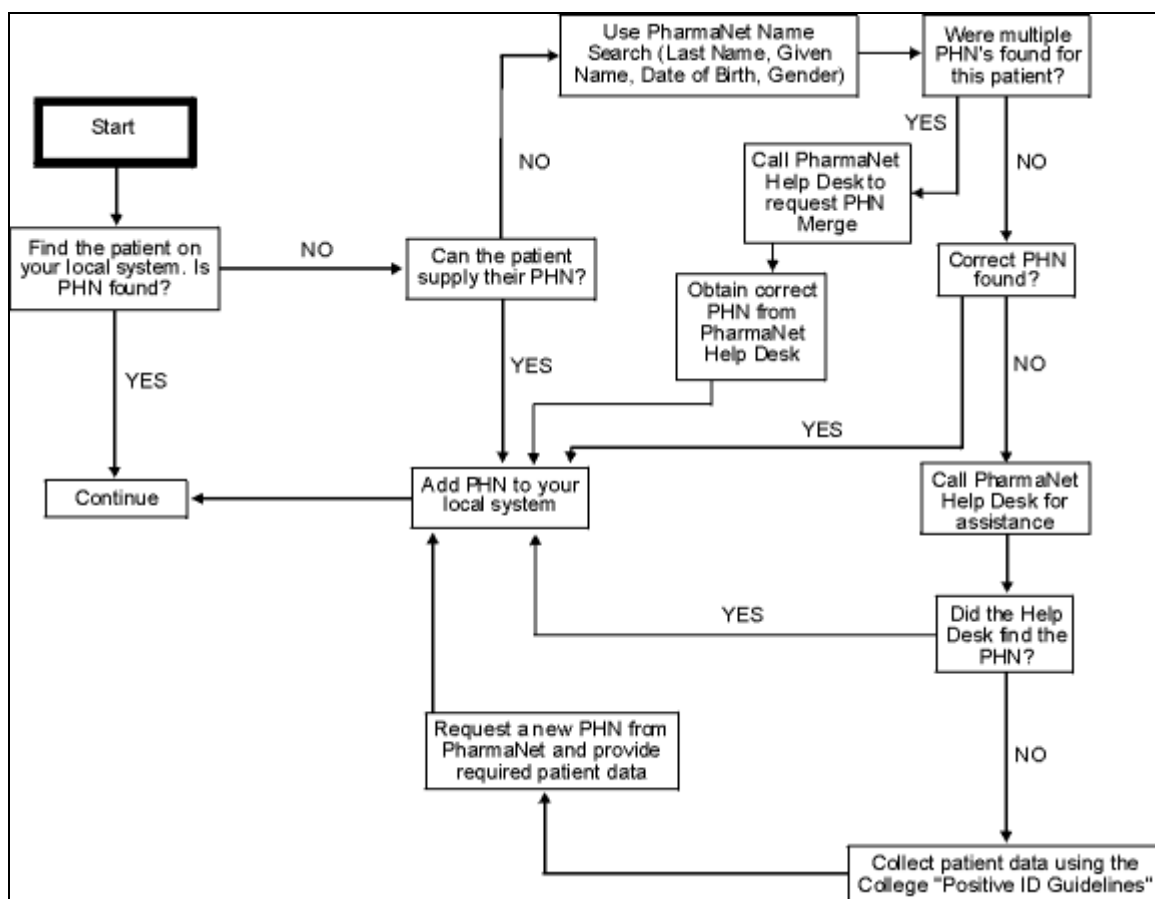 Start
Find the patient on
your local system. Is
PHN found?
NO
YES
Can the patient
supply their PHN?
NO
YES
Use PharmaNet Name
Search (Last Name, Given
Name, Date of Birth, Gender)
Were multiple
PHN's found for
this patient?
YES
NO
Call PharmaNet
Help Desk to
request PHN
Merge
Obtain correct
PHN from
PharmaNet
Help Desk
Correct PHN
found?
YES
NO
Continue
Add PHN to your
local system
Call PharmaNet
Help Desk for
assistance
Did the Help
Desk find the
PHN?
YES
NO
Request a new PHN from
PharmaNet and provide
required patient data
Collect patient data using the
College "Positive ID Guidelines"